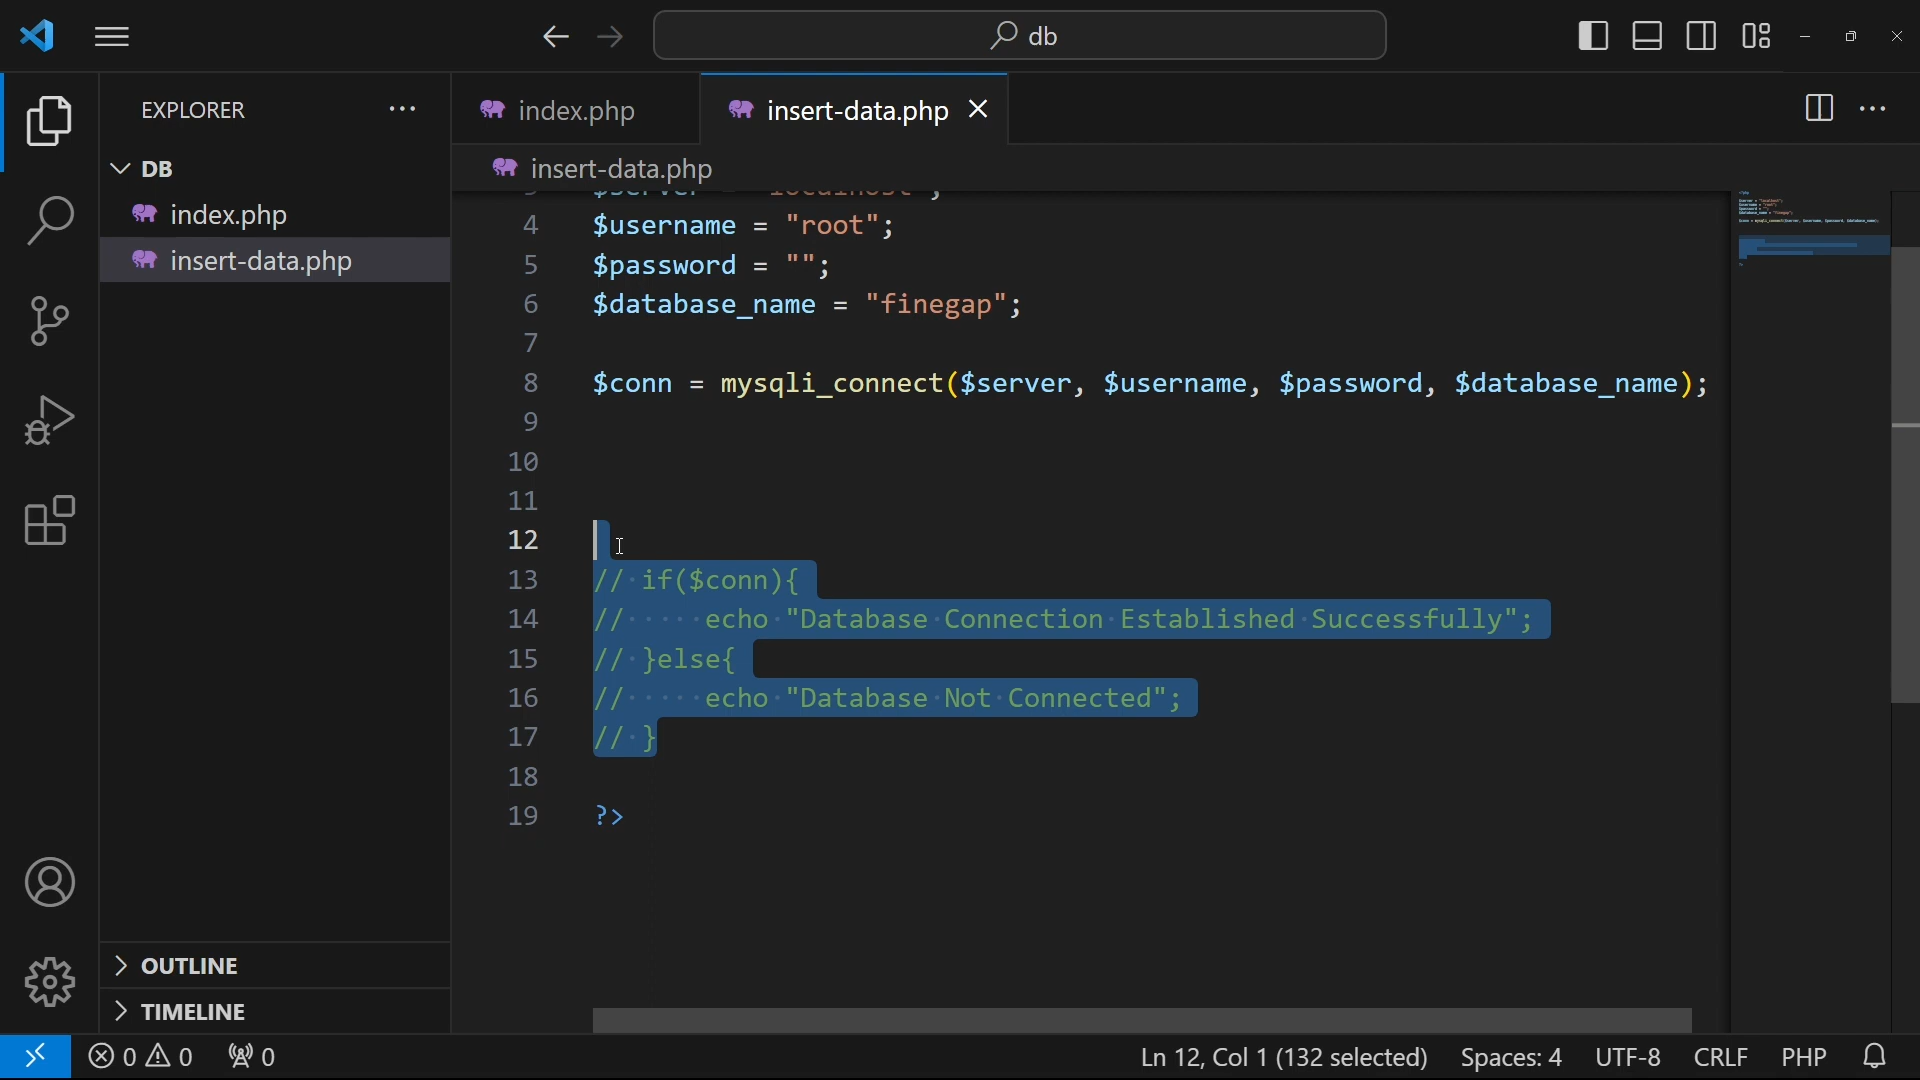 db
EXPLORER
DB
index.php
insert-data.php
OUTLINE
TIMELINE
index.php
insert-data.php
insert-data.php
4 $username = "root";
5 $password = "";
6 $database_name = "finegap";
7
8 $conn = mysqli_connect($server, $username, $password, $database_name);
9
10
11
12
13 // if($conn){
14 //     echo "Database Connection Established Successfully";
15 // }else{
16 //     echo "Database Not Connected";
17 // }
18
19 ?>
0 0 0
Ln 12, Col 1 (132 selected) Spaces: 4 UTF-8 CRLF PHP